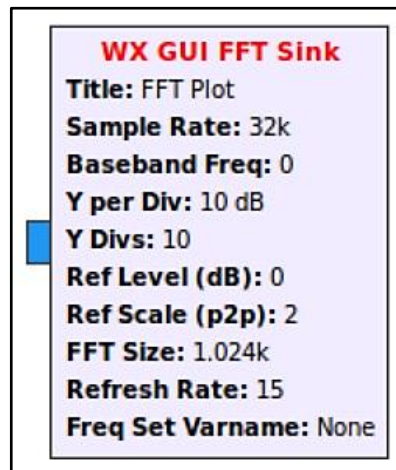 WX GUI FFT Sink
Title: FFT Plot
Sample Rate: 32k
Baseband Freq: 0
Y per Div: 10 dB
Y Divs: 10
Ref Level (dB): 0
Ref Scale (p2p): 2
FFT Size: 1.024k
Refresh Rate: 15
Freq Set Varname: None